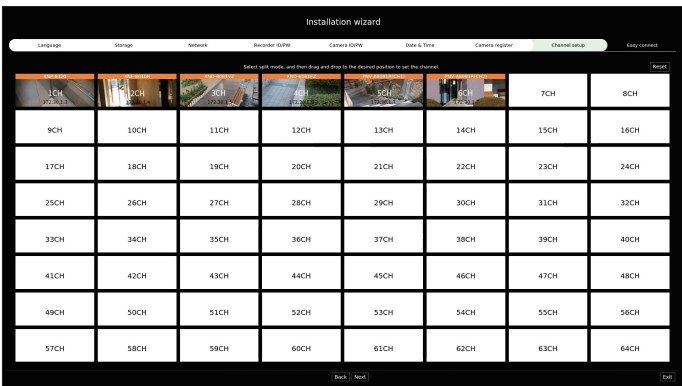 Installation wizard
Language Storage Network Recorder ID/PW Camera ID/PW Date & Time Camera register Channel setup Easy connect
Select split mode, and then drag and drop to the desired position to set the channel.
Reset
1CH 2CH 3CH 4CH 5CH 6CH 7CH 8CH
9CH 10CH 11CH 12CH 13CH 14CH 15CH 16CH
17CH 18CH 19CH 20CH 21CH 22CH 23CH 24CH
25CH 26CH 27CH 28CH 29CH 30CH 31CH 32CH
33CH 34CH 35CH 36CH 37CH 38CH 39CH 40CH
41CH 42CH 43CH 44CH 45CH 46CH 47CH 48CH
49CH 50CH 51CH 52CH 53CH 54CH 55CH 56CH
57CH 58CH 59CH 60CH 61CH 62CH 63CH 64CH
Back Next Exit